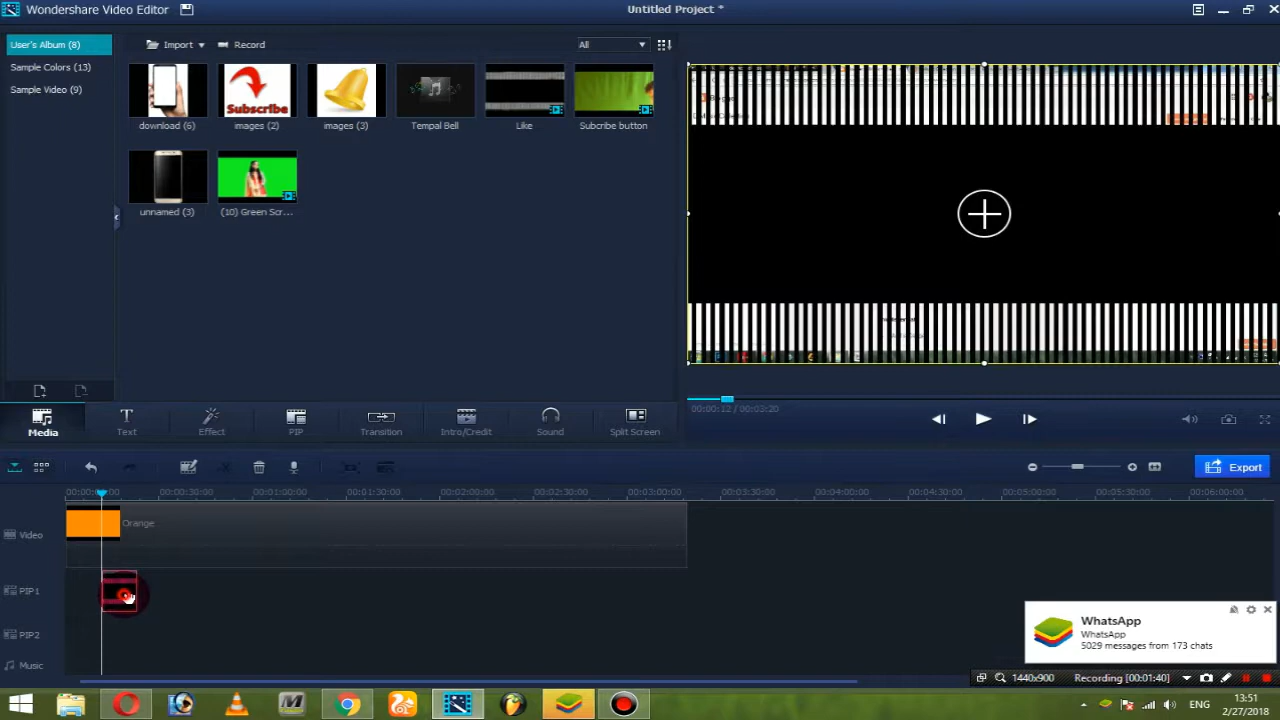 Wondershare Video Editor
Untitled Project *
User's Album (8)
Import
Record
All
Sample Colors (13)
Sample Video (9)
Subscribe
download (6)
images (2)
images (3)
Tempal Bell
Like
Subcribe button
unnamed (3)
(10) Green Scr...
00:00:12 / 00:03:20
Media
Text
Effect
PIP
Transition
Intro/Credit
Sound
Split Screen
Export
00:00:30:00
00:01:00:00
00:01:30:00
00:02:00:00
00:02:30:00
00:03:00:00
00:03:30:00
00:04:00:00
00:04:30:00
00:05:00:00
00:05:30:00
00:06:00:00
Video
Orange
PIP1
PIP2
Music
WhatsApp
WhatsApp
5029 messages from 173 chats
1440x900
Recording [00:01:40]
ENG
13:51
2/27/2018